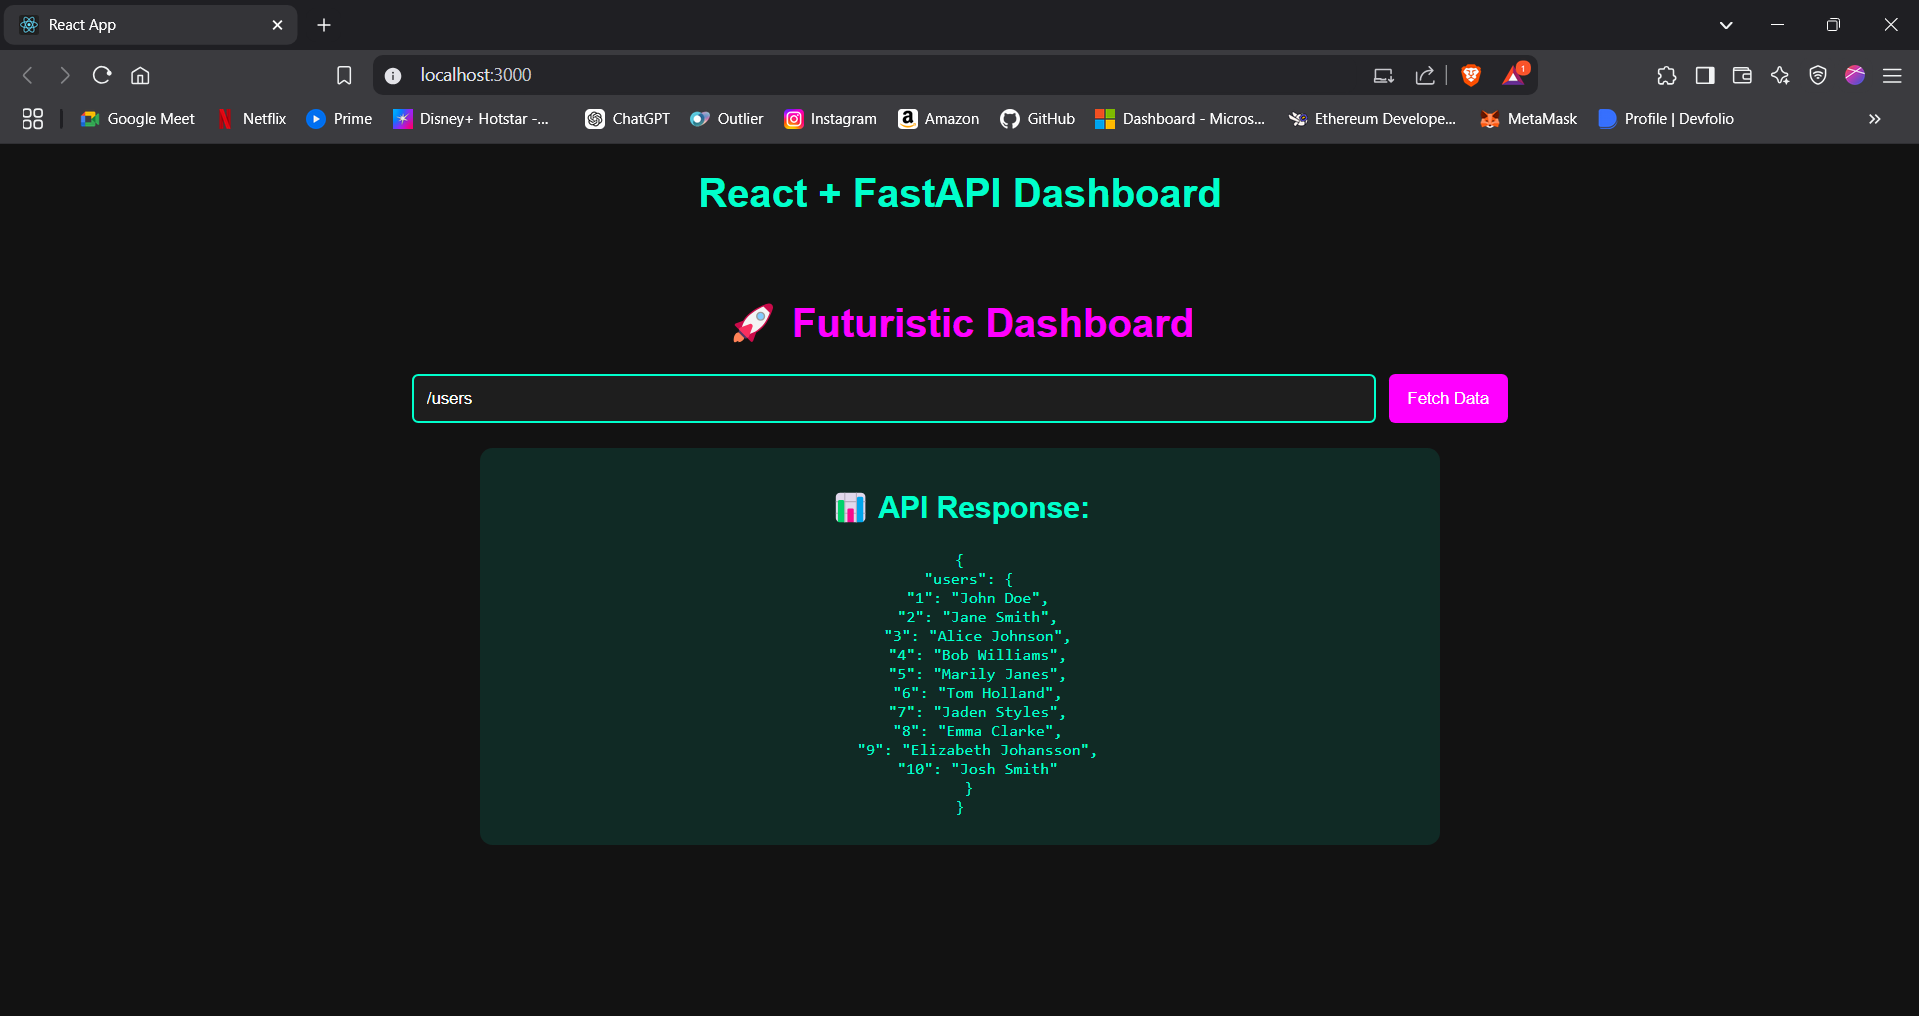 React App
localhost:3000
1
Google Meet Netflix Prime Disney+ Hotstar -... ChatGPT Outlier Instagram Amazon GitHub Dashboard - Micros... Ethereum Develope... MetaMask Profile | Devfolio
React + FastAPI Dashboard
🚀 Futuristic Dashboard
/users Fetch Data
📊 API Response:
{
"users": {
"1": "John Doe",
"2": "Jane Smith",
"3": "Alice Johnson",
"4": "Bob Williams",
"5": "Marily Janes",
"6": "Tom Holland",
"7": "Jaden Styles",
"8": "Emma Clarke",
"9": "Elizabeth Johansson",
"10": "Josh Smith"
}
}